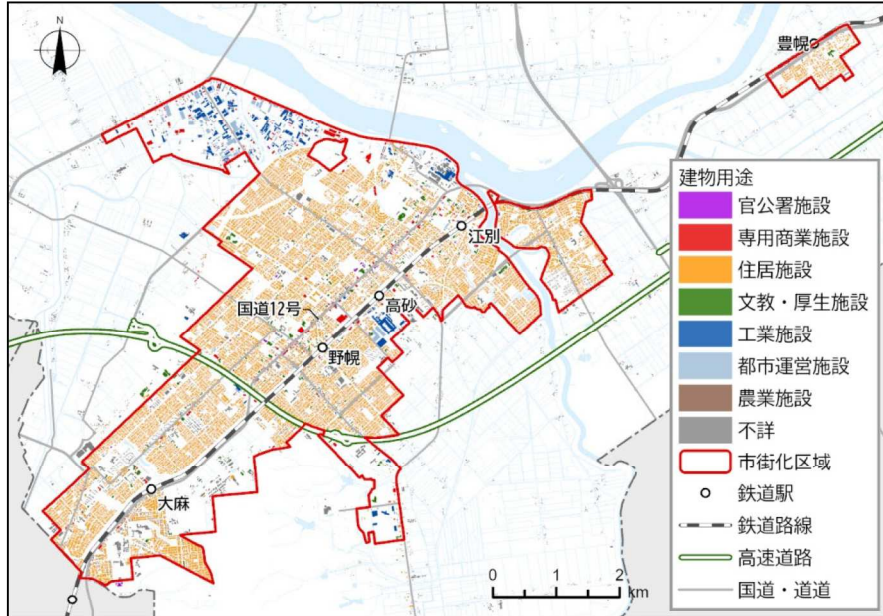 N
豊幌
江別
高砂
国道12号
野幌
大麻
建物用途
官公署施設
専用商業施設
住居施設
文教・厚生施設
工業施設
都市運営施設
農業施設
不詳
市街化区域
鉄道駅
鉄道路線
高速道路
国道・道道
0 1 2
km